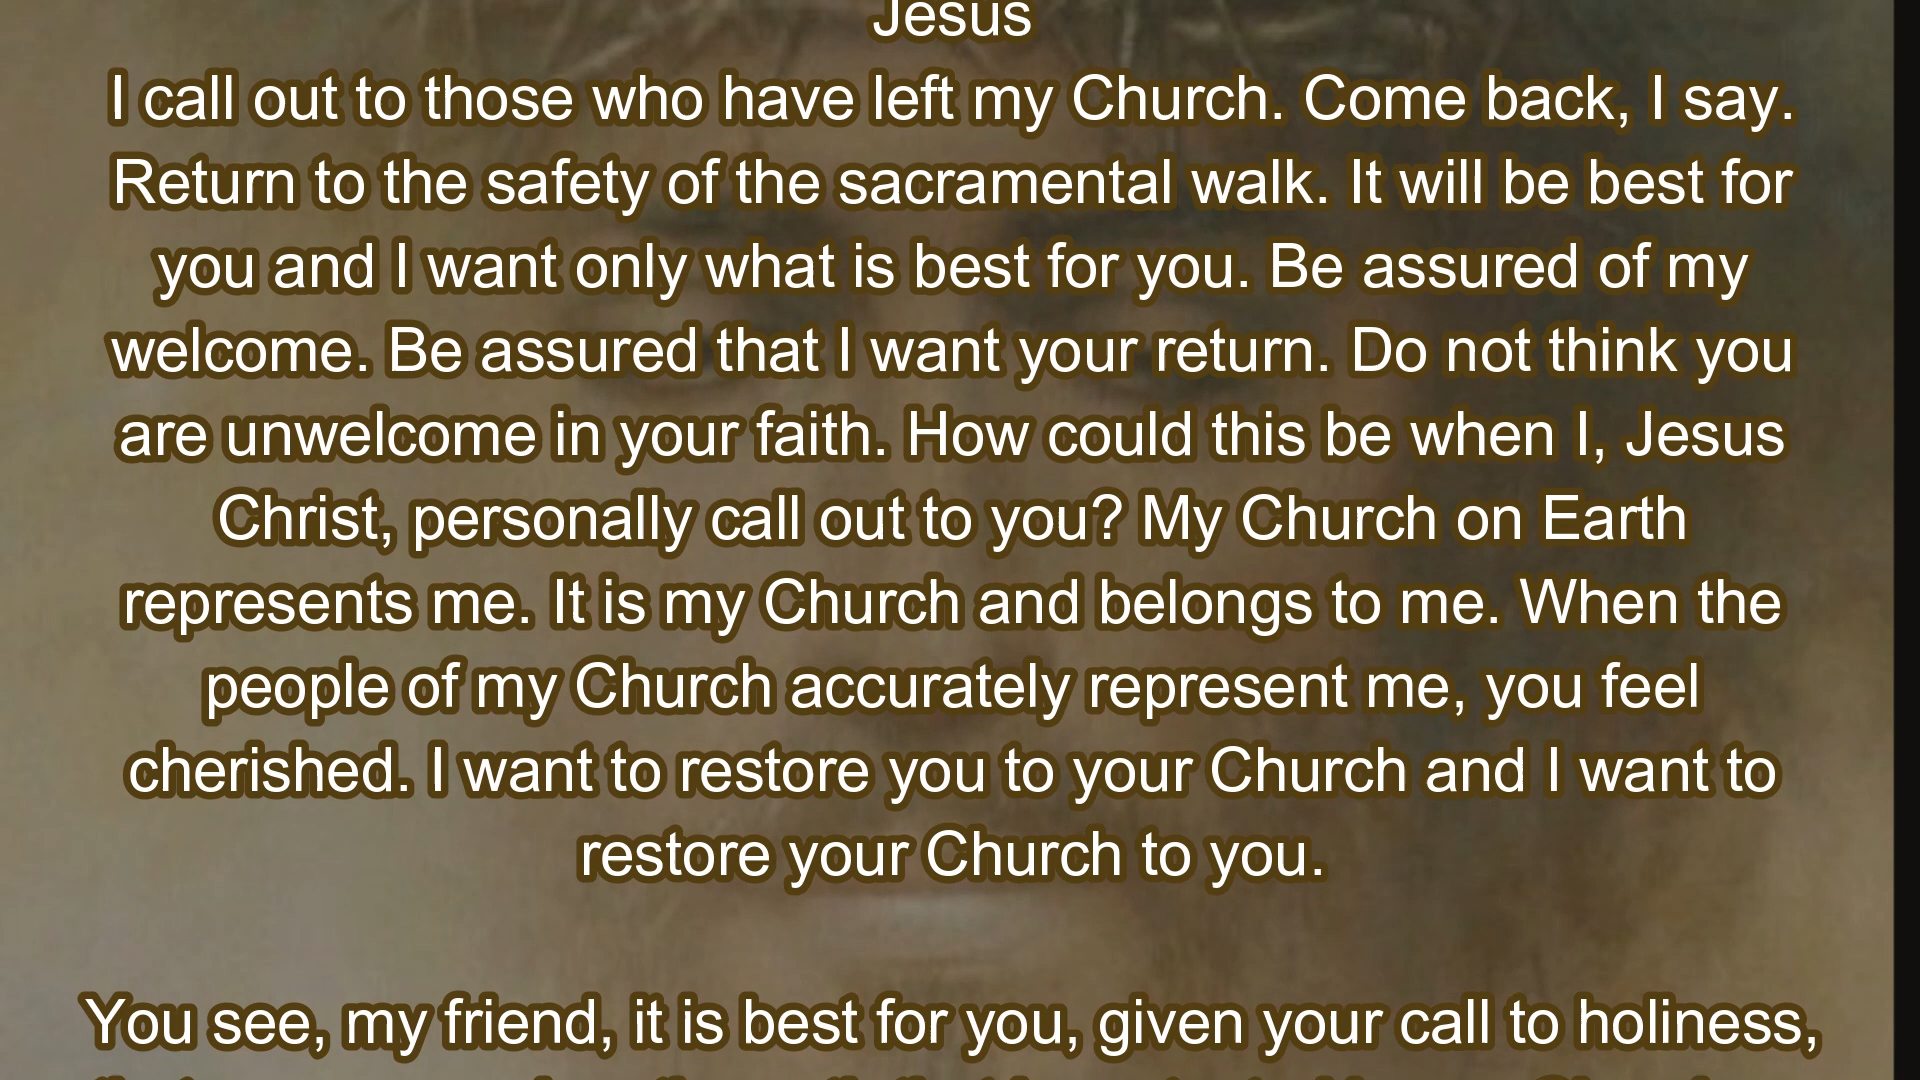 Jesus
I call out to those who have left my Church. Come back, I say.
Return to the safety of the sacramental walk. It will be best for
you and I want only what is best for you. Be assured of my
welcome. Be assured that I want your return. Do not think you
are unwelcome in your faith. How could this be when I, Jesus
Christ, personally call out to you? My Church on Earth
represents me. It is my Church and belongs to me. When the
people of my Church accurately represent me, you feel
cherished. I want to restore you to your Church and I want to
restore your Church to you.
You see, my friend, it is best for you, given your call to holiness,